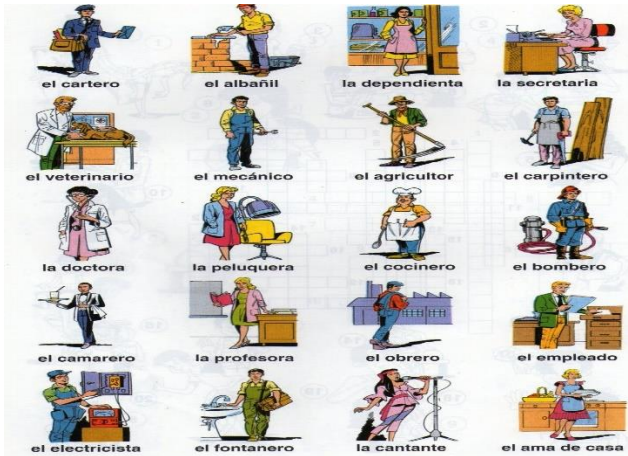 el cartero el albañil la dependienta la secretaria
el veterinario el mecánico el agricultor el carpintero
la doctora la peluquera el cocinero el bombero
el camarero la profesora el obrero el empleado
el electricista el fontanero la cantante el ama de casa